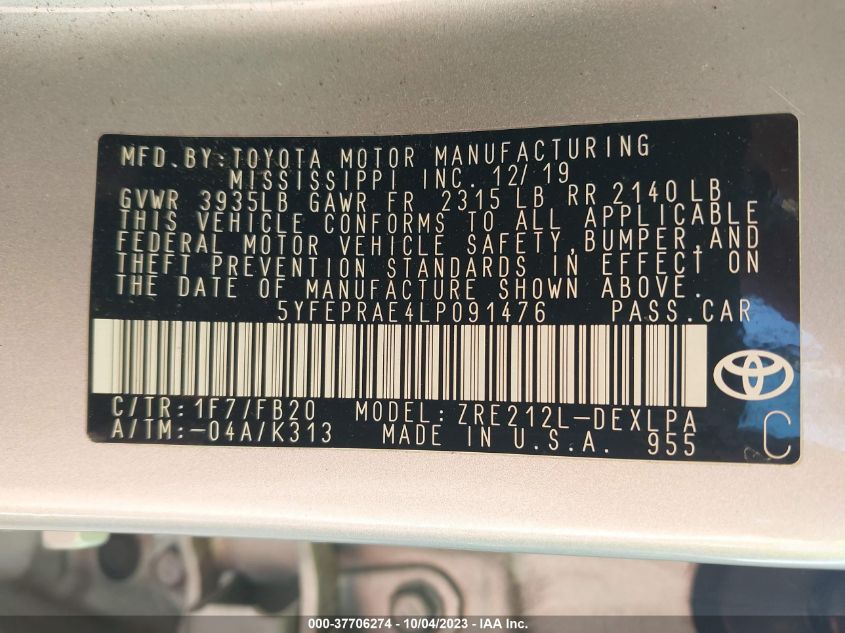 MFD.BY:TOYOTA MOTOR MANUFACTURING
MISSISSIPPI INC. 12/19
GVWR 3935LB GAWR FR 2315LB RR 2140LB
THIS VEHICLE CONFORMS TO ALL APPLICABLE
FEDERAL MOTOR VEHICLE SAFETY,BUMPER,AND
THEFT PREVENTION STANDARDS IN EFFECT ON
THE DATE OF MANUFACTURE SHOWN ABOVE.
5YFEPRAE4LP091476 PASS.CAR
C/TR:1F7/FB20 MODEL:ZRE212L-DEXLPA
A/TM:-04A/K313 MADE IN U.S.A. 955
C
000-37706274 - 10/04/2023 - IAA Inc.